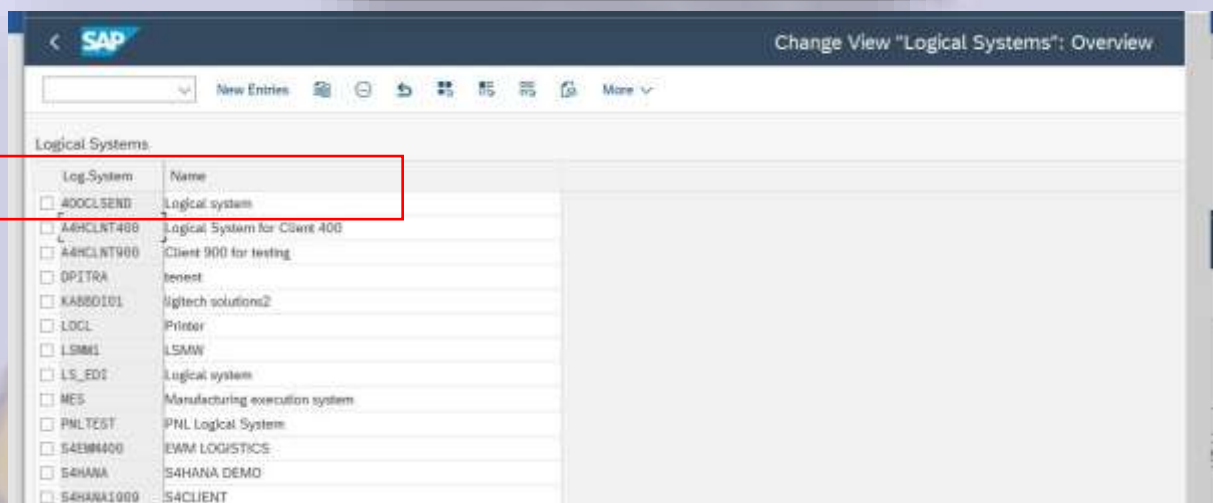 SAP
Change View "Logical Systems": Overview
New Entries More
Logical Systems
Log.System Name
400CLSEND Logical system
A4HCLNT400 Logical System for Client 400
A4HCLNT900 Client 900 for testing
DPITRA tenent
KABBDI01 ligitech solutions2
LOCL Printer
LSMW
LS_EDI Logical system
MES Manufacturing execution system
PNLTEST PNL Logical System
S4EWM400 EWM LOGISTICS
S4HANA S4HANA DEMO
S4HANA1909 S4CLIENT